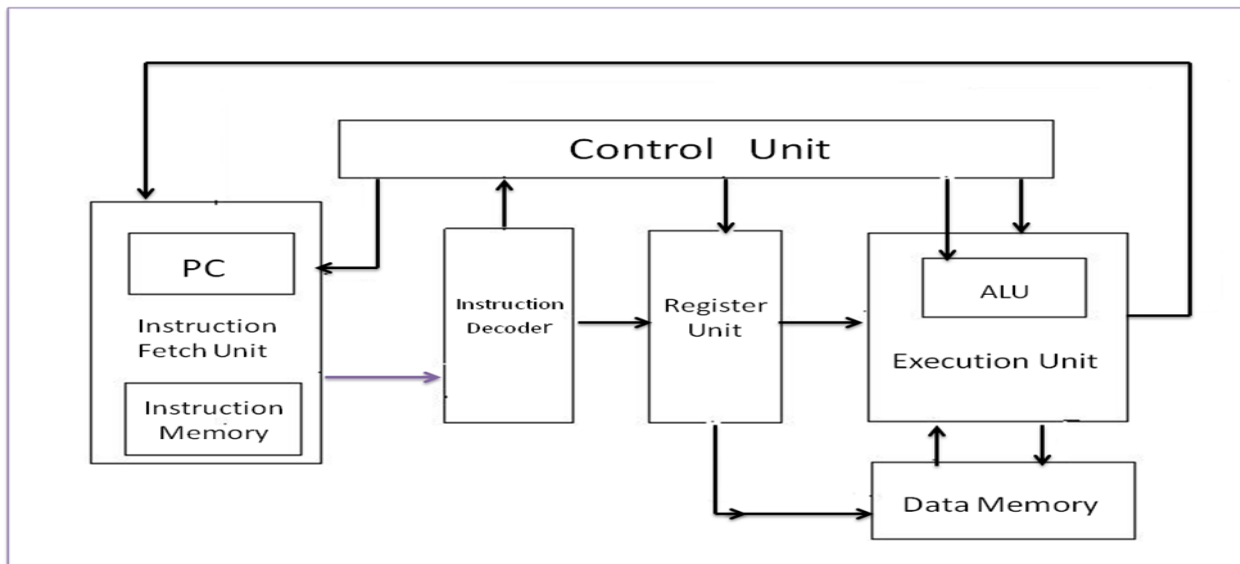 Control Unit
PC
Instruction
Fetch Unit
Instruction
Memory
Instruction
Decoder
Register
Unit
ALU
Execution Unit
Data Memory